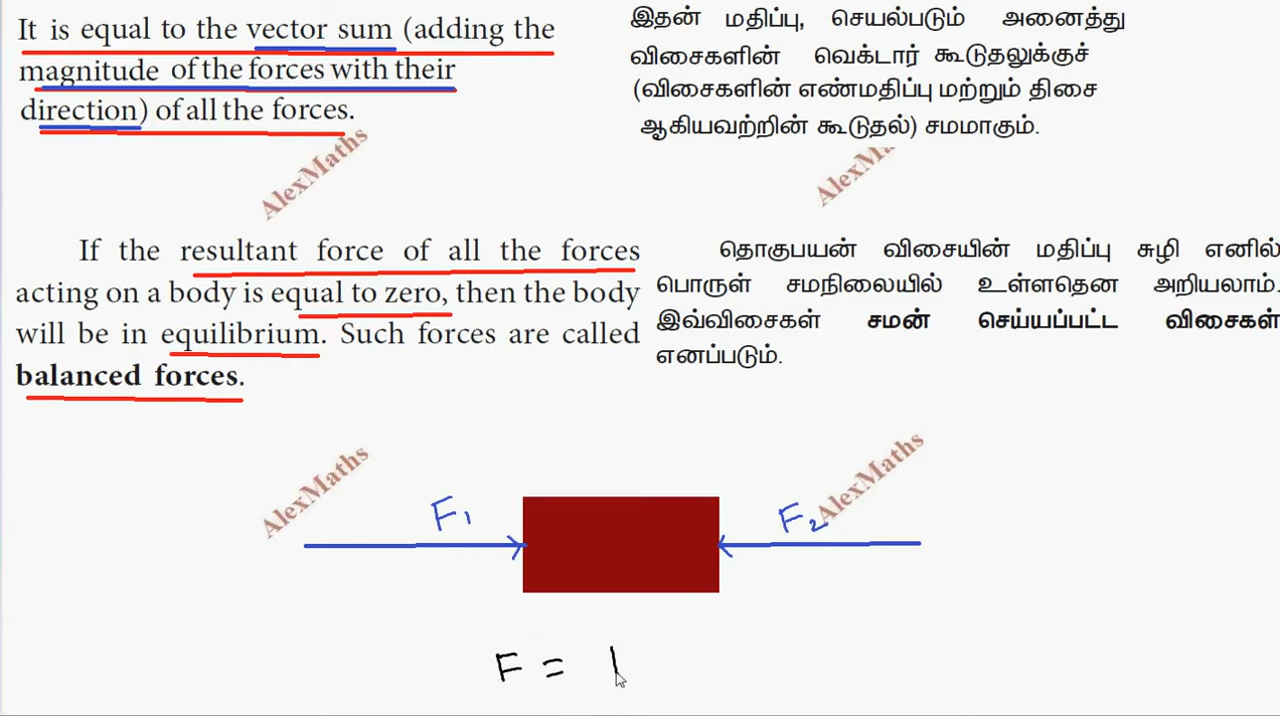 It is equal to the vector sum (adding the
magnitude of the forces with their
direction) of all the forces.
இதன் மதிப்பு, செயல்படும் அனைத்து
விசைகளின் வெக்டார் கூடுதலுக்குச்
(விசைகளின் எண்மதிப்பு மற்றும் திசை
ஆகியவற்றின் கூடுதல்) சமமாகும்.
AlexMaths
AlexMaths
If the resultant force of all the forces
acting on a body is equal to zero, then the body
will be in equilibrium. Such forces are called
balanced forces.
தொகுபயன் விசையின் மதிப்பு சுழி எனில்
பொருள் சமநிலையில் உள்ளதென அறியலாம்.
இவ்விசைகள் சமன் செய்யப்பட்ட விசைகள்
எனப்படும்.
AlexMaths
AlexMaths
F₁
F₂
F =